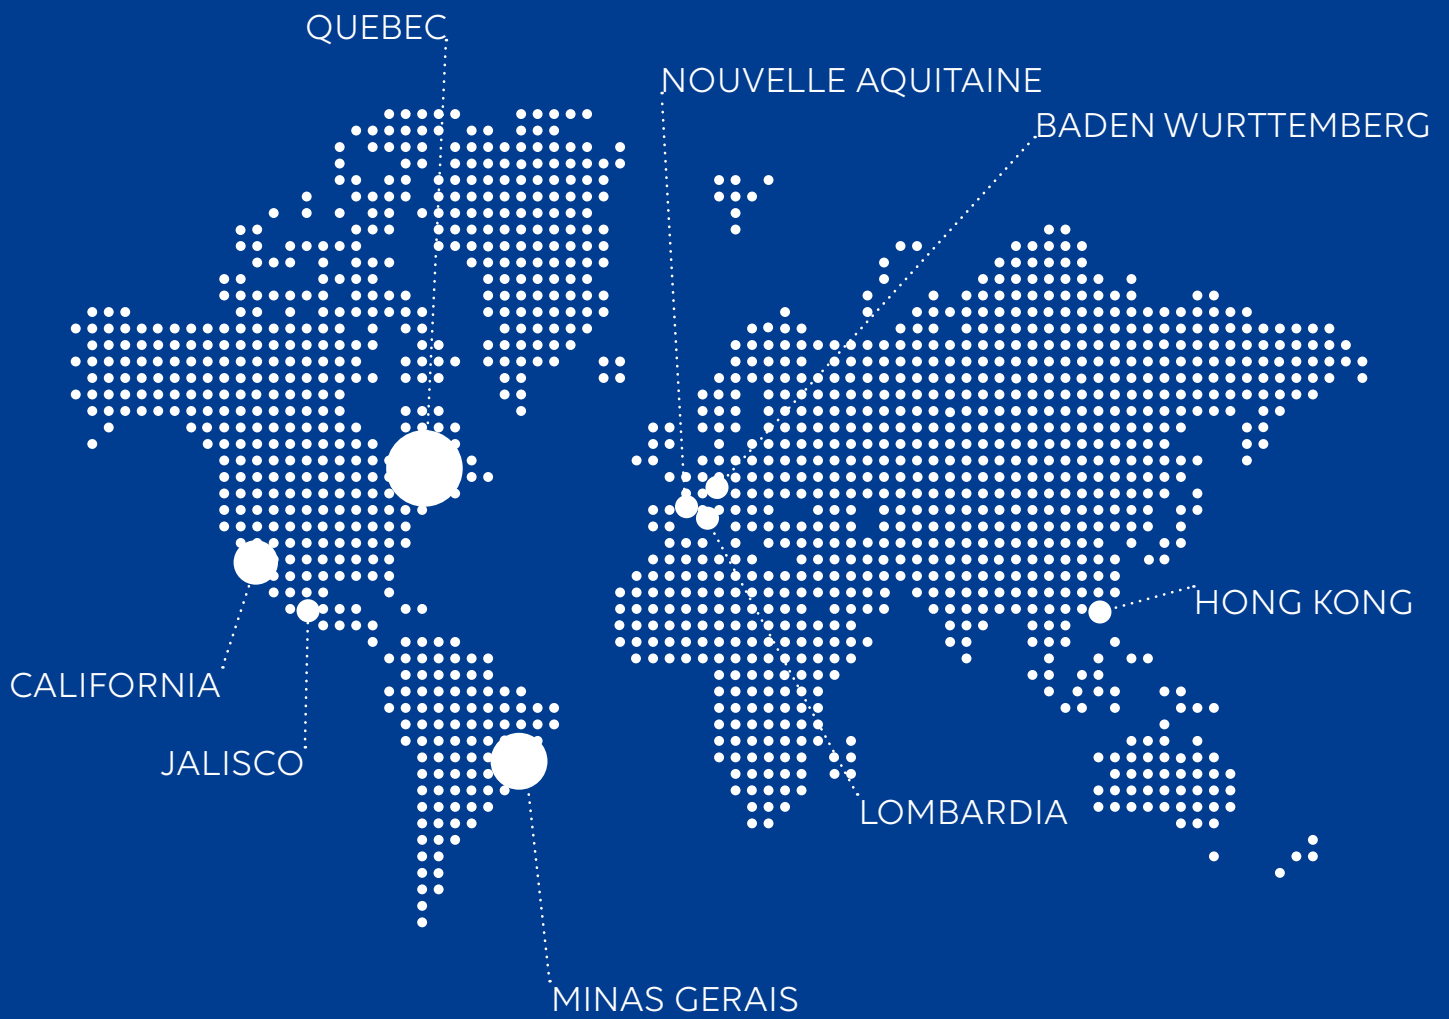 QUEBEC
NOUVELLE AQUITAINE
BADEN WURTTEMBERG
HONG KONG
CALIFORNIA
JALISCO
LOMBARDIA
MINAS GERAIS